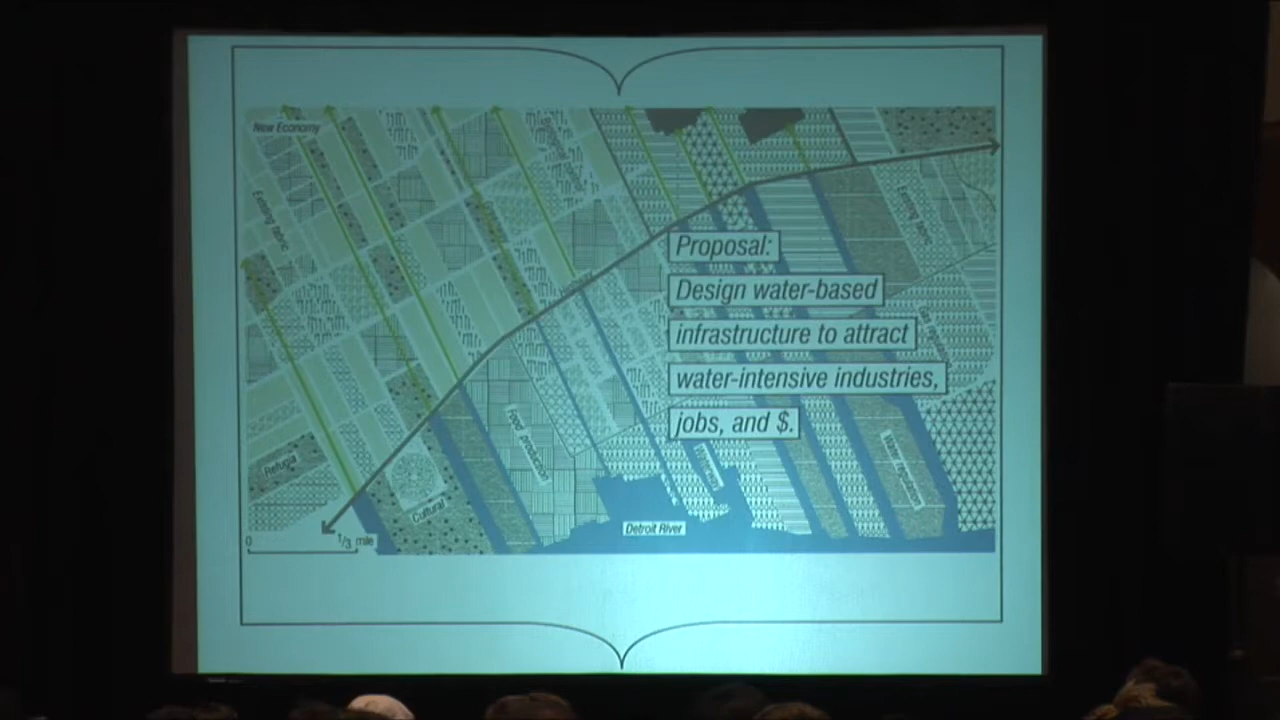 New Economy
Existing fabric
Proposal:
Design water-based
infrastructure to attract
water-intensive industries,
jobs, and $.
Existing fabric
Food production
Refugia
Cultural
Detroit River
0
1/3 mile